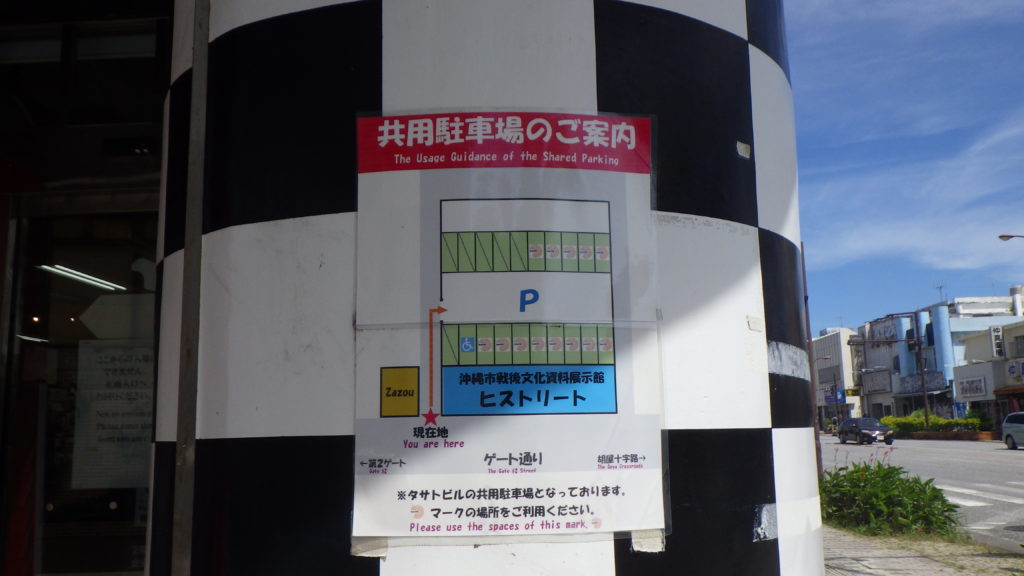 共用駐車場のご案内
The Usage Guidance of the Shared Parking
P
沖縄市戦後文化資料展示館
ヒストリート
Zazou
現在地
You are here
←第2ゲート
Gate 12
ゲート通り
The Gate 12 Street
胡屋十字路→
The Goya Crossroads
※タサトビルの共用駐車場となっております。
マークの場所をご利用ください。
Please use the spaces of this mark.